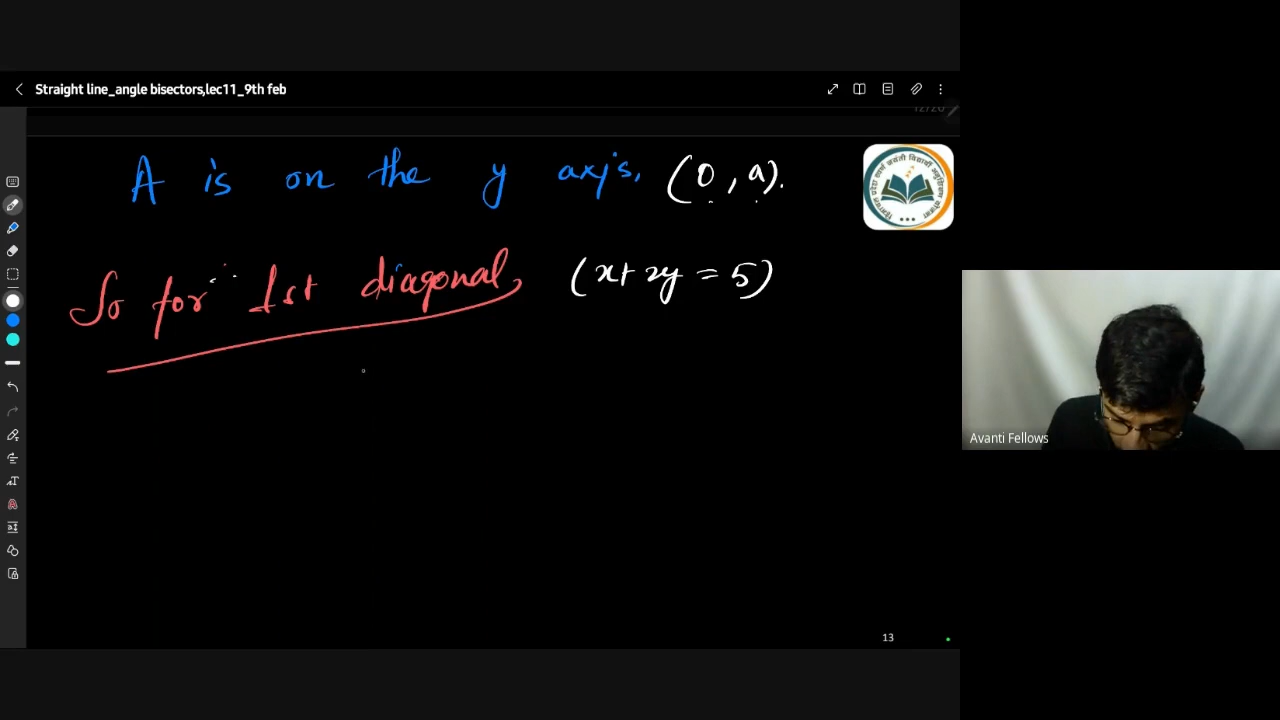 Straight line_angle bisectors,lec11_9th feb
A is on the y axis, (0, a).
So for 1st diagonal, (x+2y = 5)
Avanti Fellows
13